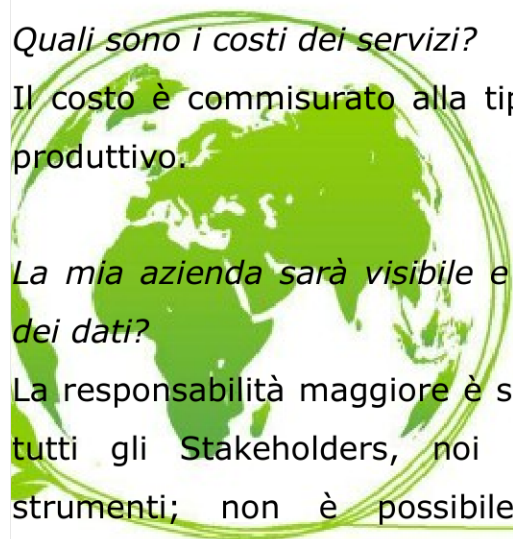 Quali sono i costi dei servizi?
Il costo è commisurato alla
produttivo.
La mia azienda sarà visibile e
dei dati?
La responsabilità maggiore è
tutti gli Stakeholders, noi
strumenti; non è possibile